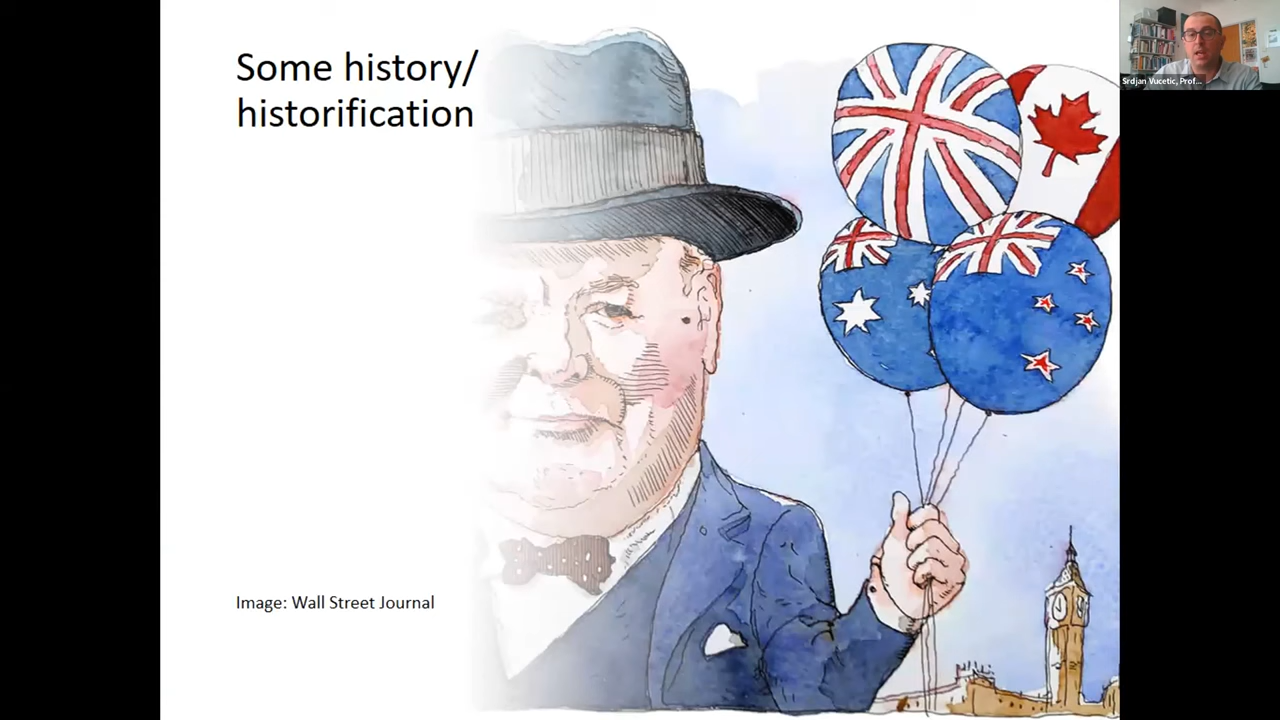 Some history/
historification
Image: Wall Street Journal
Srdjan Vucetic, Prof...